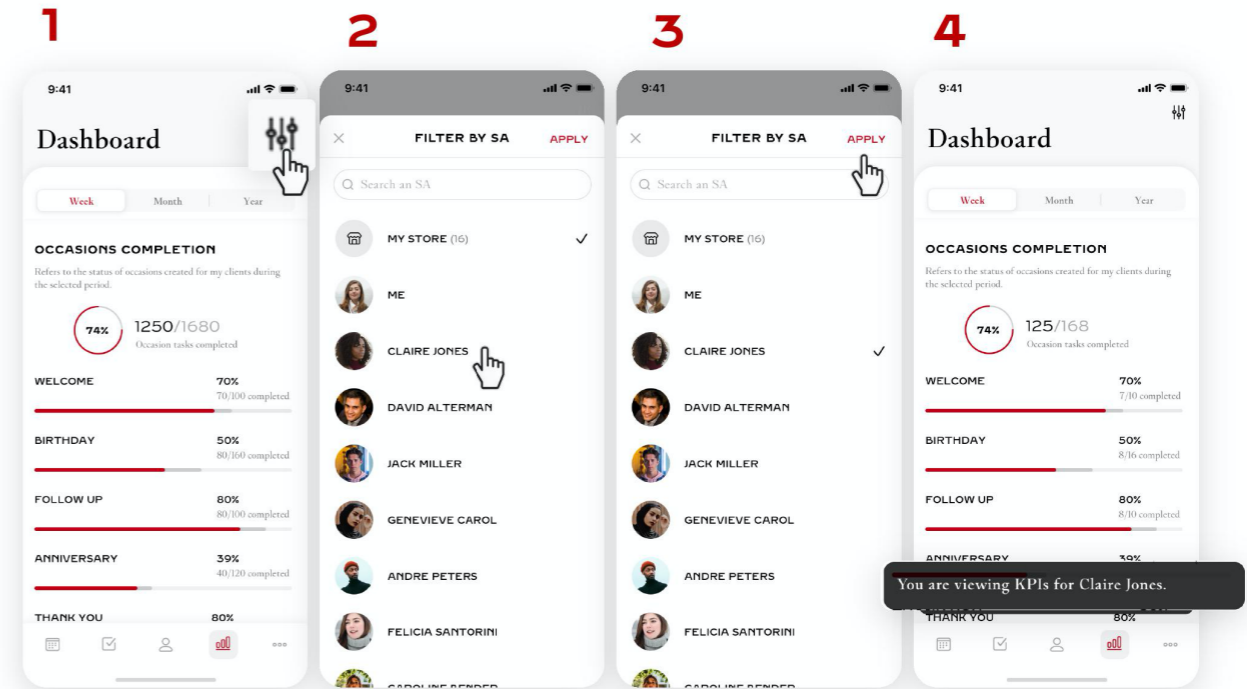 1
9:41
Dashboard
Week Month Year
OCCASIONS COMPLETION
Refers to the status of occasions created for my clients during
the selected period.
74%
1250/1680
Occasion tasks completed
WELCOME 70%
70/100 completed
BIRTHDAY 50%
80/160 completed
FOLLOW UP 80%
80/100 completed
ANNIVERSARY 39%
40/120 completed
THANK YOU 80%
2
9:41
FILTER BY SA APPLY
Search an SA
MY STORE (16)
ME
CLAIRE JONES
DAVID ALTERMAN
JACK MILLER
GENEVIEVE CAROL
ANDRE PETERS
FELICIA SANTORINI
CAROLINE BENDER
3
9:41
FILTER BY SA APPLY
Search an SA
MY STORE (16)
ME
CLAIRE JONES
DAVID ALTERMAN
JACK MILLER
GENEVIEVE CAROL
ANDRE PETERS
FELICIA SANTORINI
CAROLINE BENDER
4
9:41
Dashboard
Week Month Year
OCCASIONS COMPLETION
Refers to the status of occasions created for my clients during
the selected period.
74%
125/168
Occasion tasks completed
WELCOME 70%
7/10 completed
BIRTHDAY 50%
8/16 completed
FOLLOW UP 80%
8/10 completed
ANNIVERSARY 39%
You are viewing KPIs for Claire Jones.
THANK YOU 80%